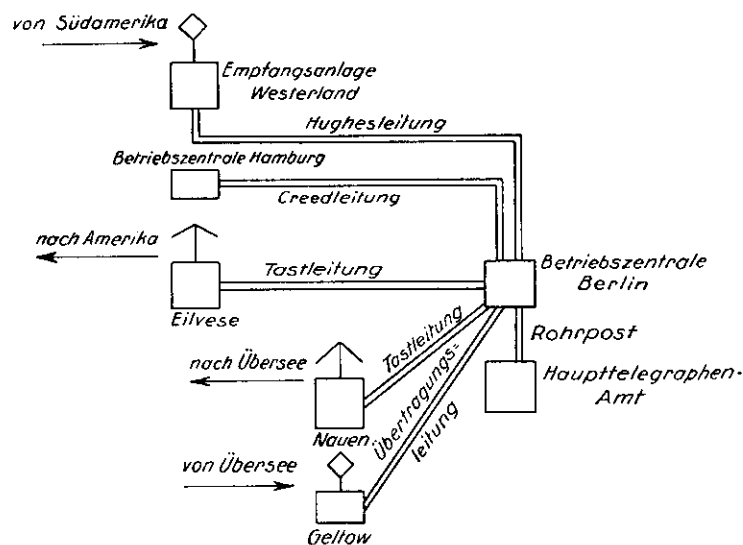 von Südamerika
Empfangsanlage
Westerland
Hughesleitung
Betriebszentrale Hamburg
Creedleitung
nach Amerika
Tastleitung
Eilvese
Betriebszentrale
Berlin
Tastleitung
Rohrpost
nach Übersee
Übertragungs=
leitung
Haupttelegraphen-
Amt
Nauen
von Übersee
Geltow